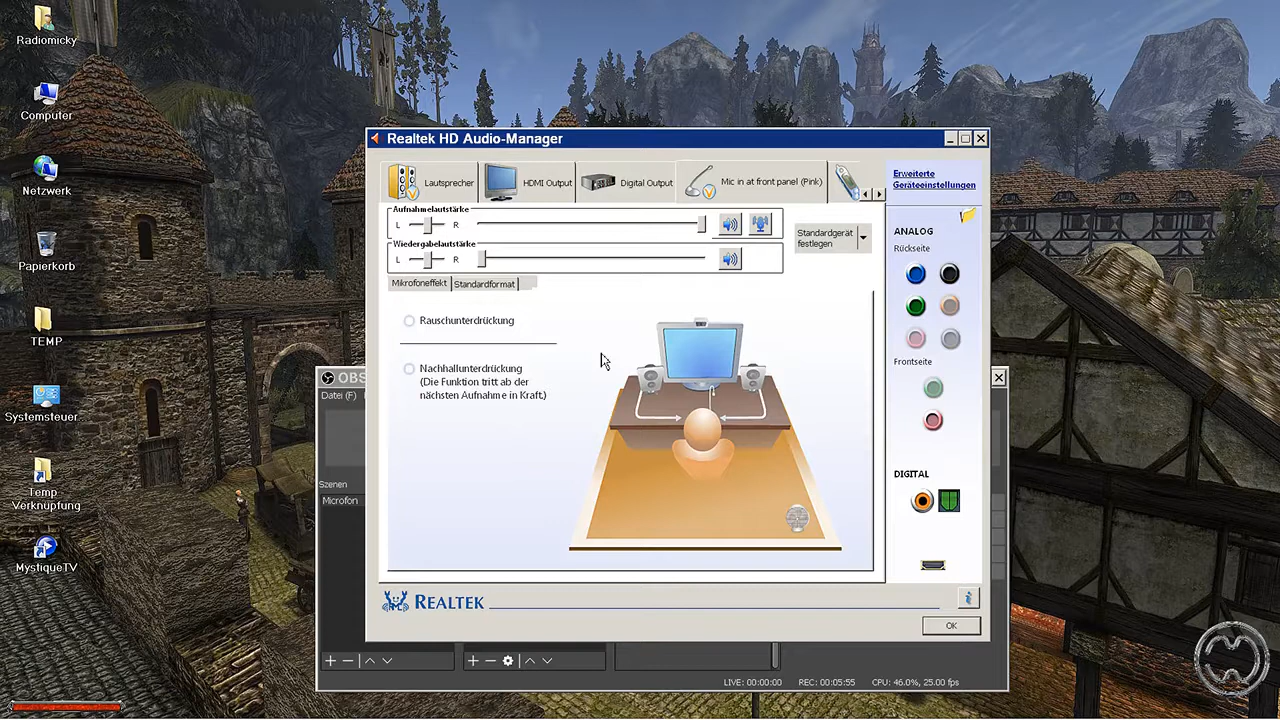 Radiomicky
Computer
Netzwerk
Papierkorb
TEMP
Systemsteuer.
Temp
Verknüpfung
MystiqueTV
Realtek HD Audio-Manager
Lautsprecher
HDMI Output
Digital Output
Mic in at front panel (Pink)
Erweiterte
Geräteeinstellungen
Aufnahmelautstärke
L R
Wiedergabelautstärke
L R
Standardgerät
festlegen
Mikrofoneffekt
Standardformat
Rauschunterdrückung
Nachhallunterdrückung
(Die Funktion tritt ab der
nächsten Aufnahme in Kraft.)
ANALOG
Rückseite
Frontseite
DIGITAL
REALTEK
i
OK
OBS
Datei (F)
Szenen
Microfon
LIVE: 00:00:00
REC: 00:05:55
CPU: 46.0%, 25.00 fps